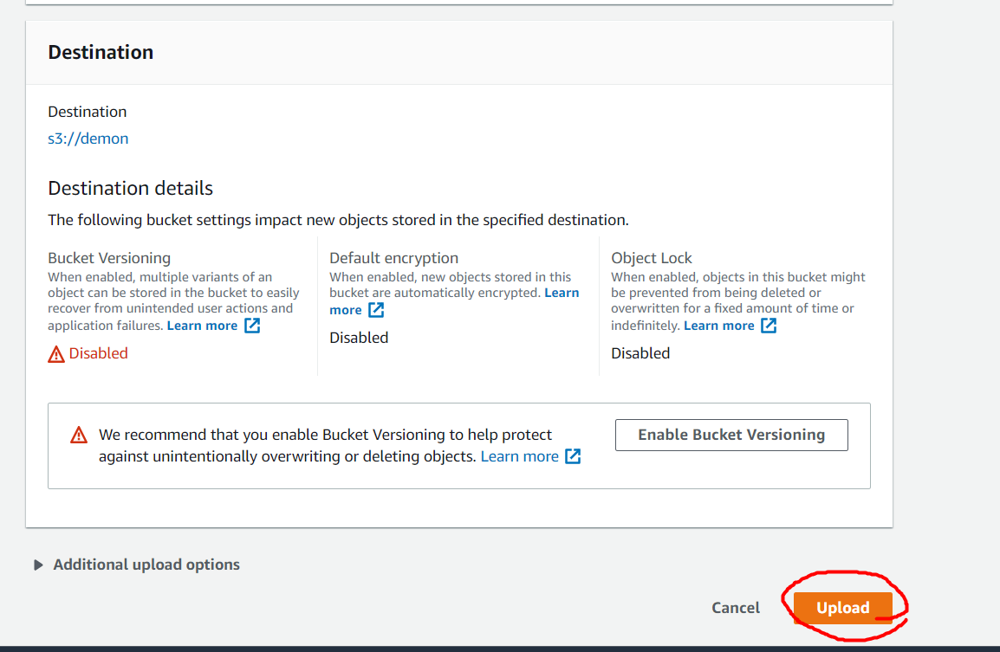 Destination
Destination
s3://demon
Destination details
The following bucket settings impact new objects stored in the specified destination.
Bucket Versioning
When enabled, multiple variants of an
object can be stored in the bucket to easily
recover from unintended user actions and
application failures. Learn more
Disabled
Default encryption
When enabled, new objects stored in this
bucket are automatically encrypted. Learn
more
Disabled
Object Lock
When enabled, objects in this bucket might
be prevented from being deleted or
overwritten for a fixed amount of time or
indefinitely. Learn more
Disabled
We recommend that you enable Bucket Versioning to help protect
against unintentionally overwriting or deleting objects. Learn more
Enable Bucket Versioning
Additional upload options
Cancel
Upload